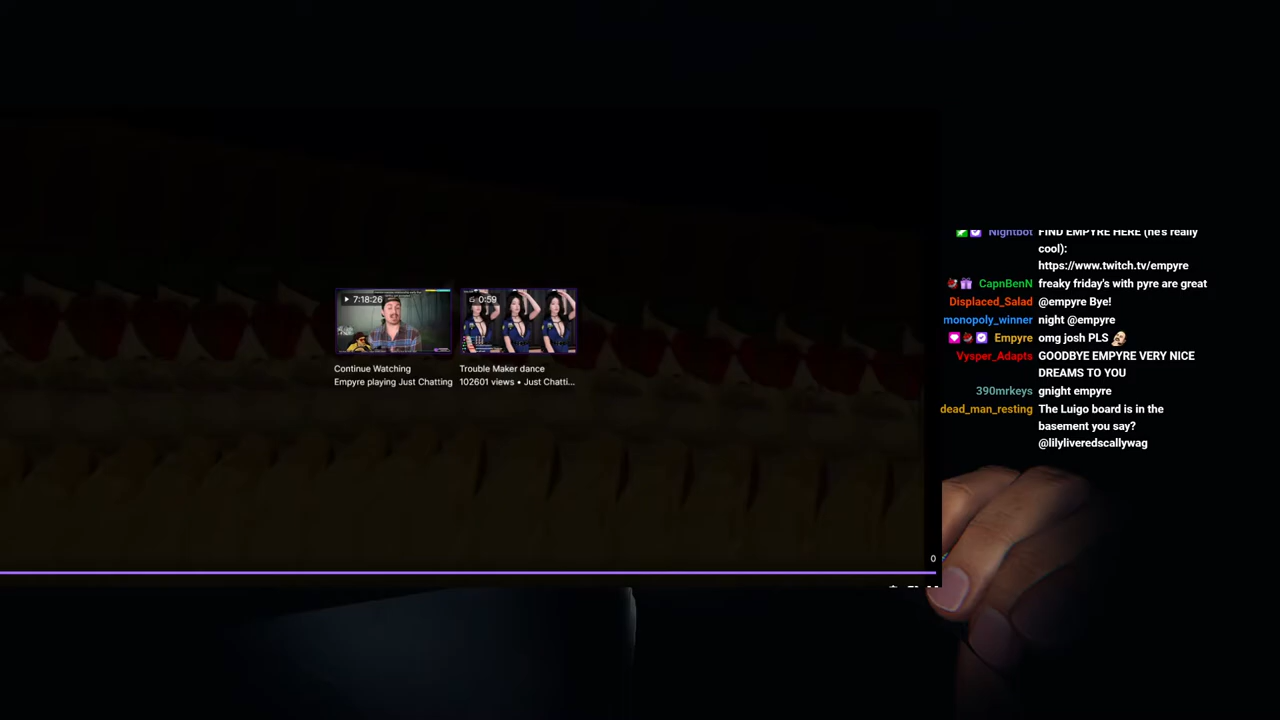 7:18:26
0:59
Continue Watching
Empyre playing Just Chatting
Trouble Maker dance
102601 views • Just Chatti...
0
Nightbot FIND EMPYRE HERE (he's really
cool):
https://www.twitch.tv/empyre
CapnBenN freaky friday's with pyre are great
Displaced_Salad @empyre Bye!
monopoly_winner night @empyre
Empyre omg josh PLS
Vysper_Adapts GOODBYE EMPYRE VERY NICE
DREAMS TO YOU
390mrkeys gnight empyre
dead_man_resting The Luigo board is in the
basement you say?
@lilyliveredscallywag